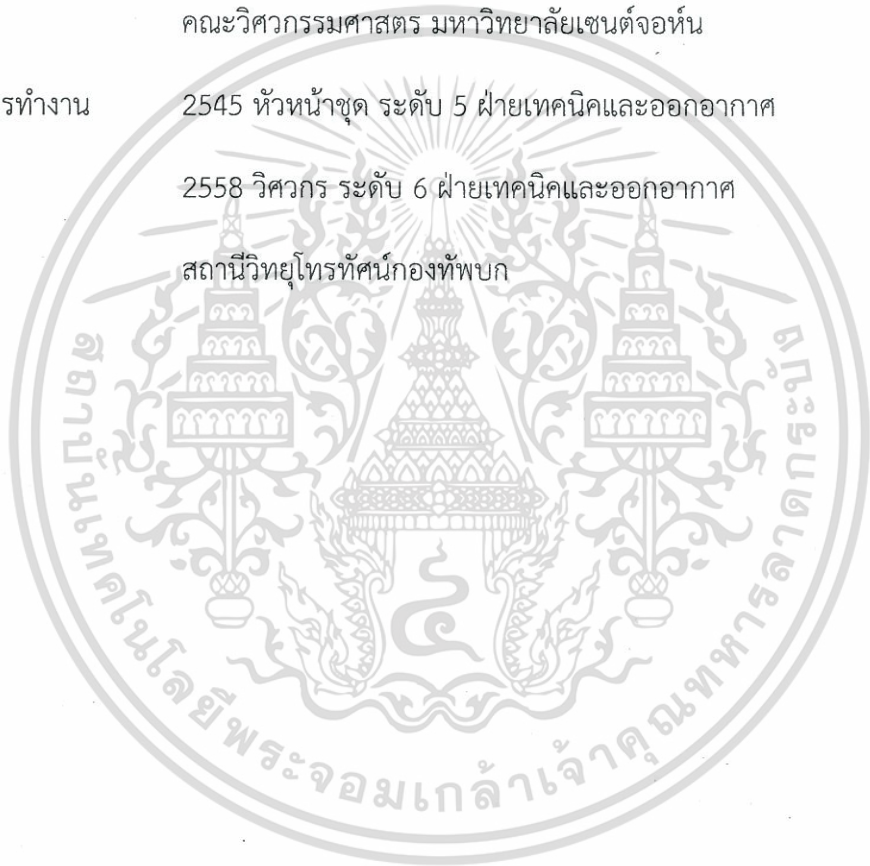 คณะวิศวกรรมศาสตร มหาวิทยาลัยเซนต์จอห์น
รทำงาน 2545 หัวหน้าชุด ระดับ 5 ฝ่ายเทคนิคและออกอากาศ
2558 วิศวกร ระดับ 6 ฝ่ายเทคนิคและออกอากาศ
สถานีวิทยุโทรทัศน์กองทัพบก
สถาบันเทคโนโลยีพระจอมเกล้าเจ้าคุณทหารลาดกระบัง
๔